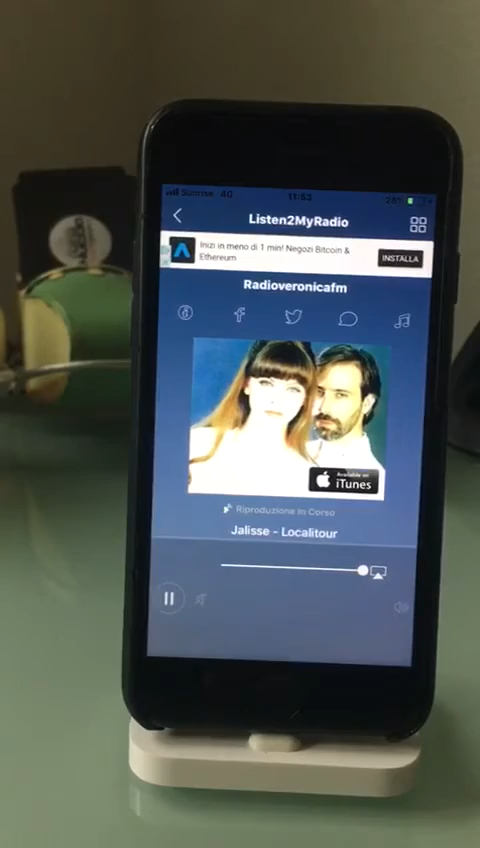 Sunrise 4G 11:53 28%
Listen2MyRadio
Inizi in meno di 1 min! Negozi Bitcoin &
Ethereum
INSTALLA
Radioveronicafm
Available on
iTunes
Riproduzione In Corso
Jalisse - Localitour